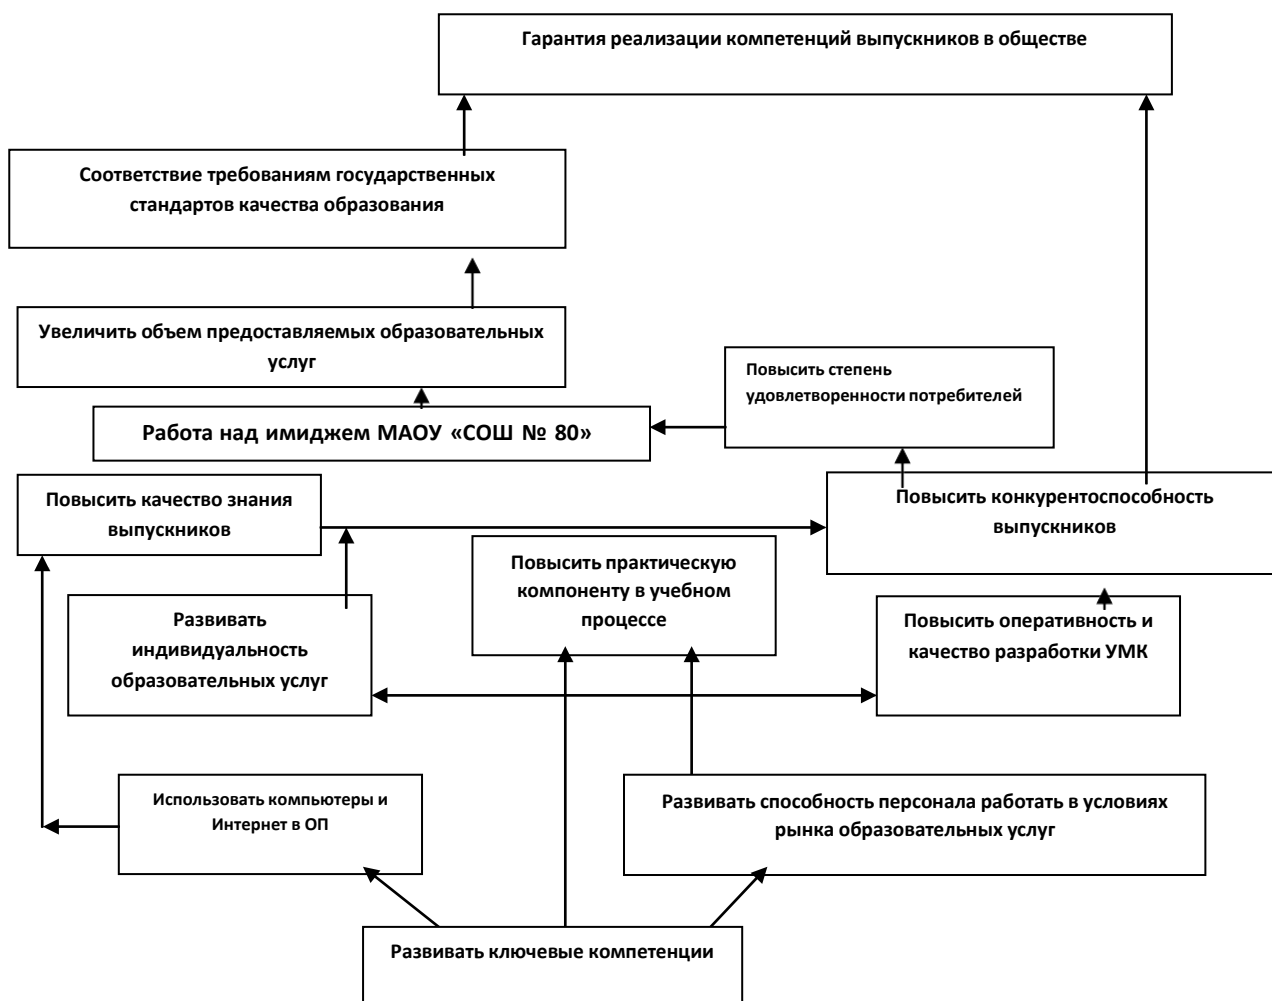 Гарантия реализации компетенций выпускников в обществе
Соответствие требованиям государственных
стандартов качества образования
Увеличить объем предоставляемых образовательных
услуг
Повысить степень
удовлетворенности потребителей
Работа над имиджем МАОУ «СОШ № 80»
Повысить качество знания
выпускников
Повысить конкурентоспособность
выпускников
Повысить практическую
компоненту в учебном
процессе
Развивать
индивидуальность
образовательных услуг
Повысить оперативность и
качество разработки УМК
Использовать компьютеры и
Интернет в ОП
Развивать способность персонала работать в условиях
рынка образовательных услуг
Развивать ключевые компетенции